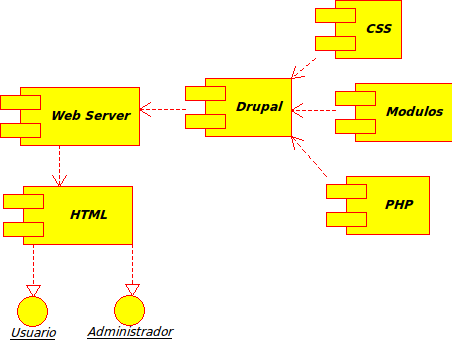 CSS
Web Server
Drupal
Modulos
HTML
PHP
Usuario
Administrador